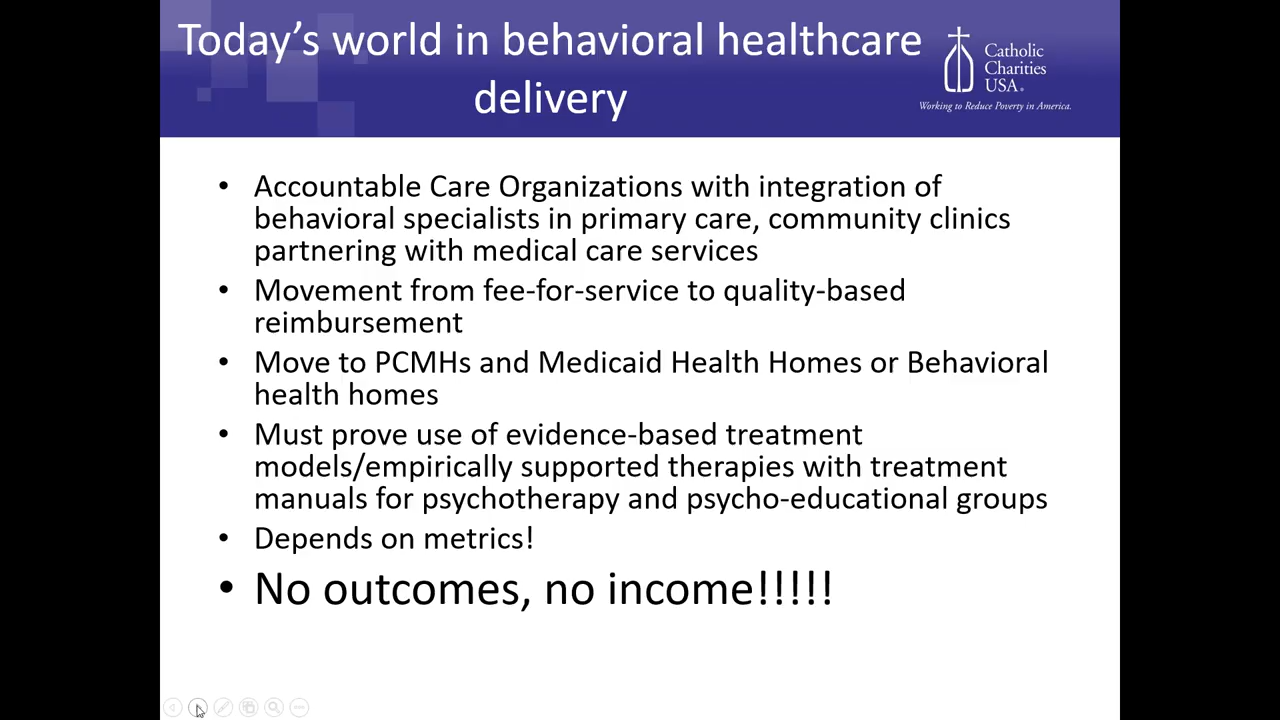 Today's world in behavioral healthcare
delivery
Catholic
Charities
USA®
Working to Reduce Poverty in America.
• Accountable Care Organizations with integration of
behavioral specialists in primary care, community clinics
partnering with medical care services
• Movement from fee-for-service to quality-based
reimbursement
• Move to PCMHs and Medicaid Health Homes or Behavioral
health homes
• Must prove use of evidence-based treatment
models/empirically supported therapies with treatment
manuals for psychotherapy and psycho-educational groups
• Depends on metrics!
• No outcomes, no income!!!!!